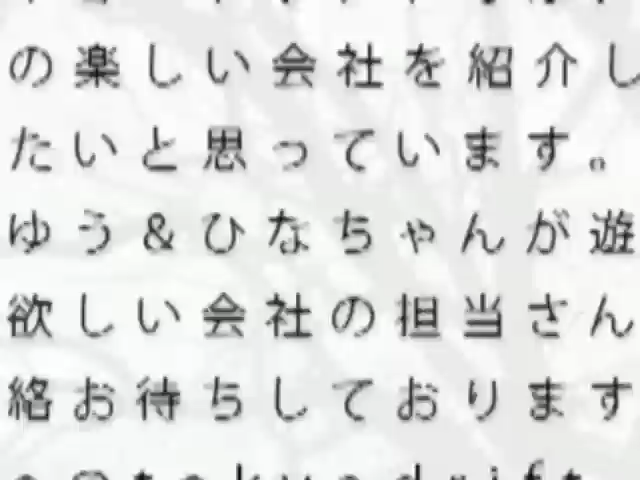 の楽しい会社を紹介し
たいと思っています。
ゆう&ひなちゃんが遊
欲しい会社の担当さん
絡お待ちしております